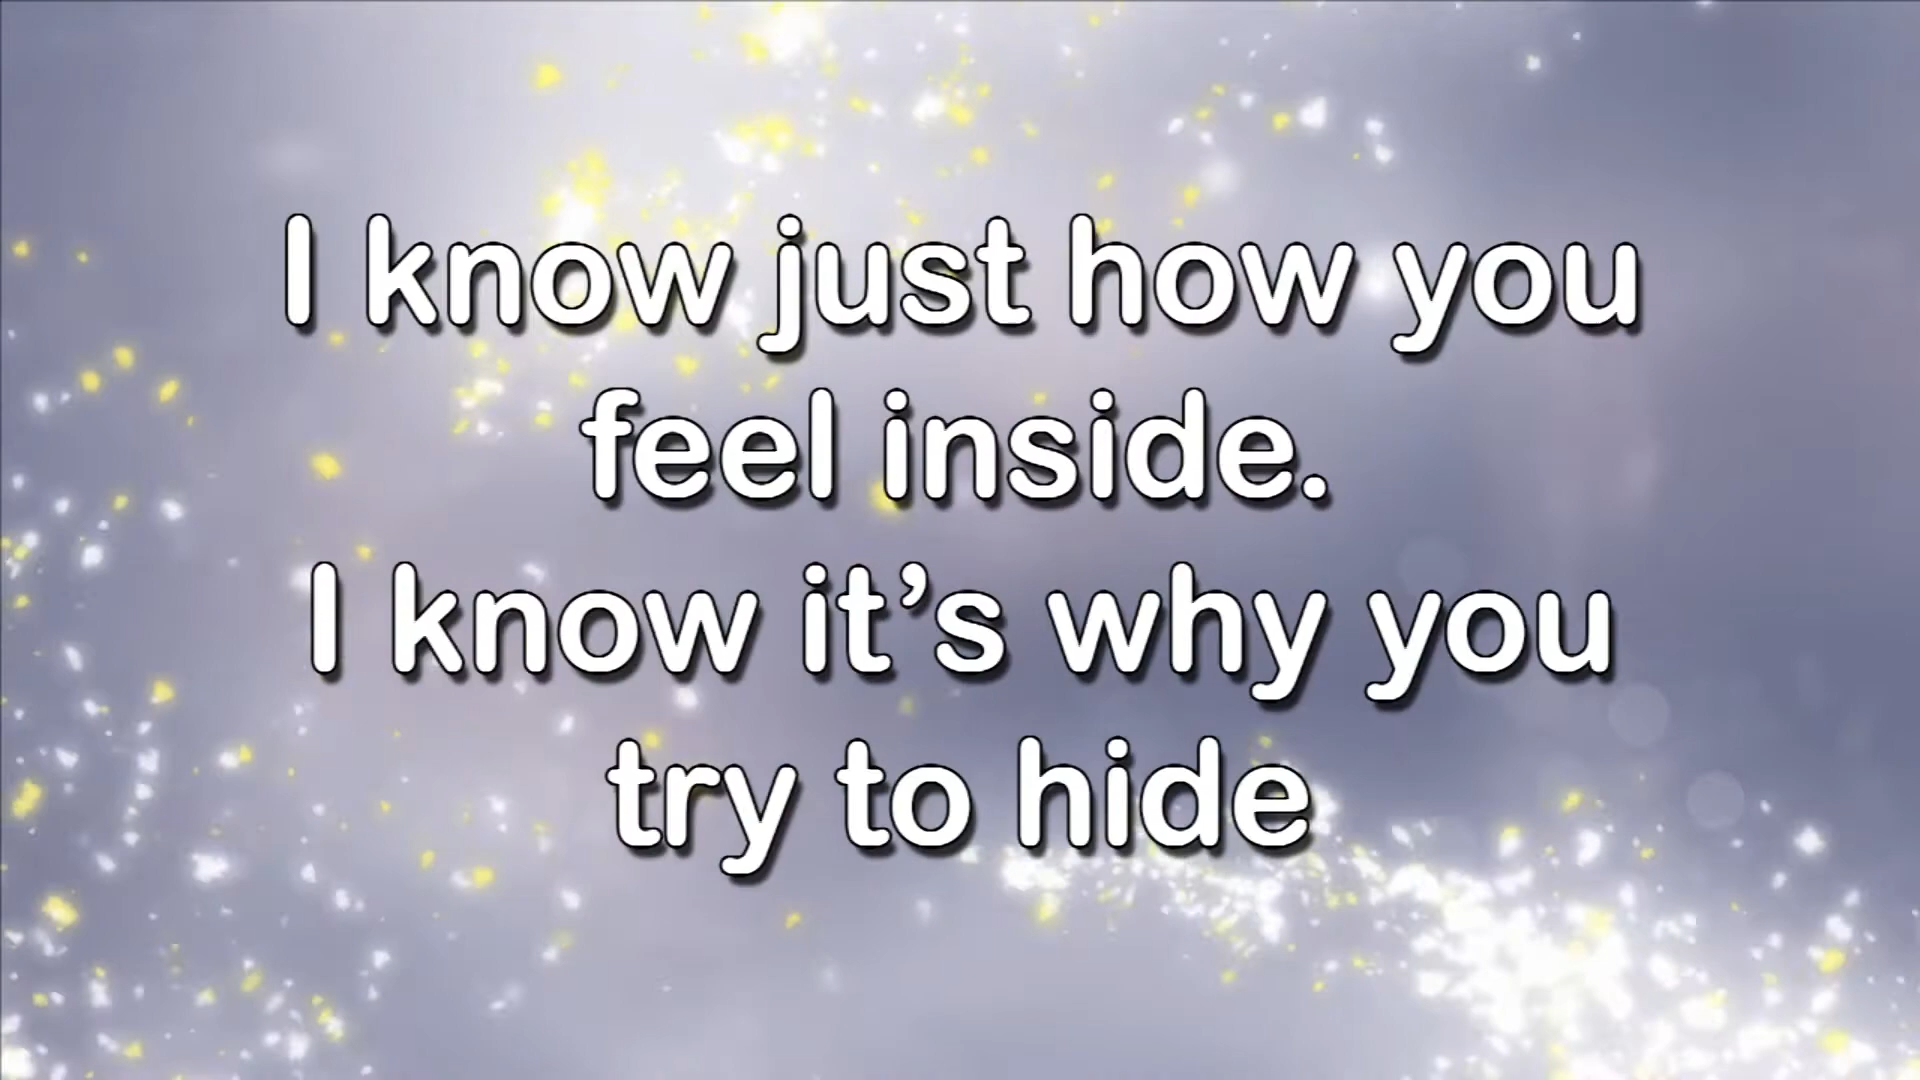 I know just how you
feel inside.
I know it’s why you
try to hide